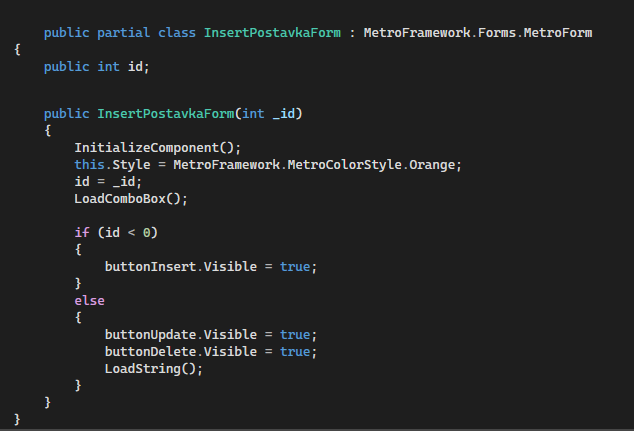 public partial class InsertPostavkaForm : MetroFramework.Forms.MetroForm
{
    public int id;

    public InsertPostavkaForm(int _id)
    {
        InitializeComponent();
        this.Style = MetroFramework.MetroColorStyle.Orange;
        id = _id;
        LoadComboBox();

        if (id < 0)
        {
            buttonInsert.Visible = true;
        }
        else
        {
            buttonUpdate.Visible = true;
            buttonDelete.Visible = true;
            LoadString();
        }
    }
}